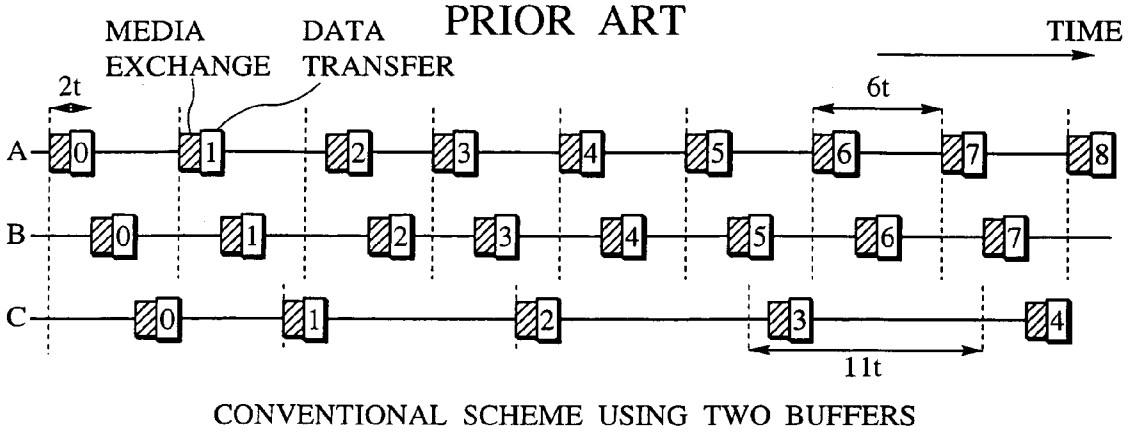 PRIOR ART
MEDIA EXCHANGE
DATA TRANSFER
TIME
2t
6t
A 0 1 2 3 4 5 6 7 8
B 0 1 2 3 4 5 6 7
C 0 1 2 3 4
11t
CONVENTIONAL SCHEME USING TWO BUFFERS